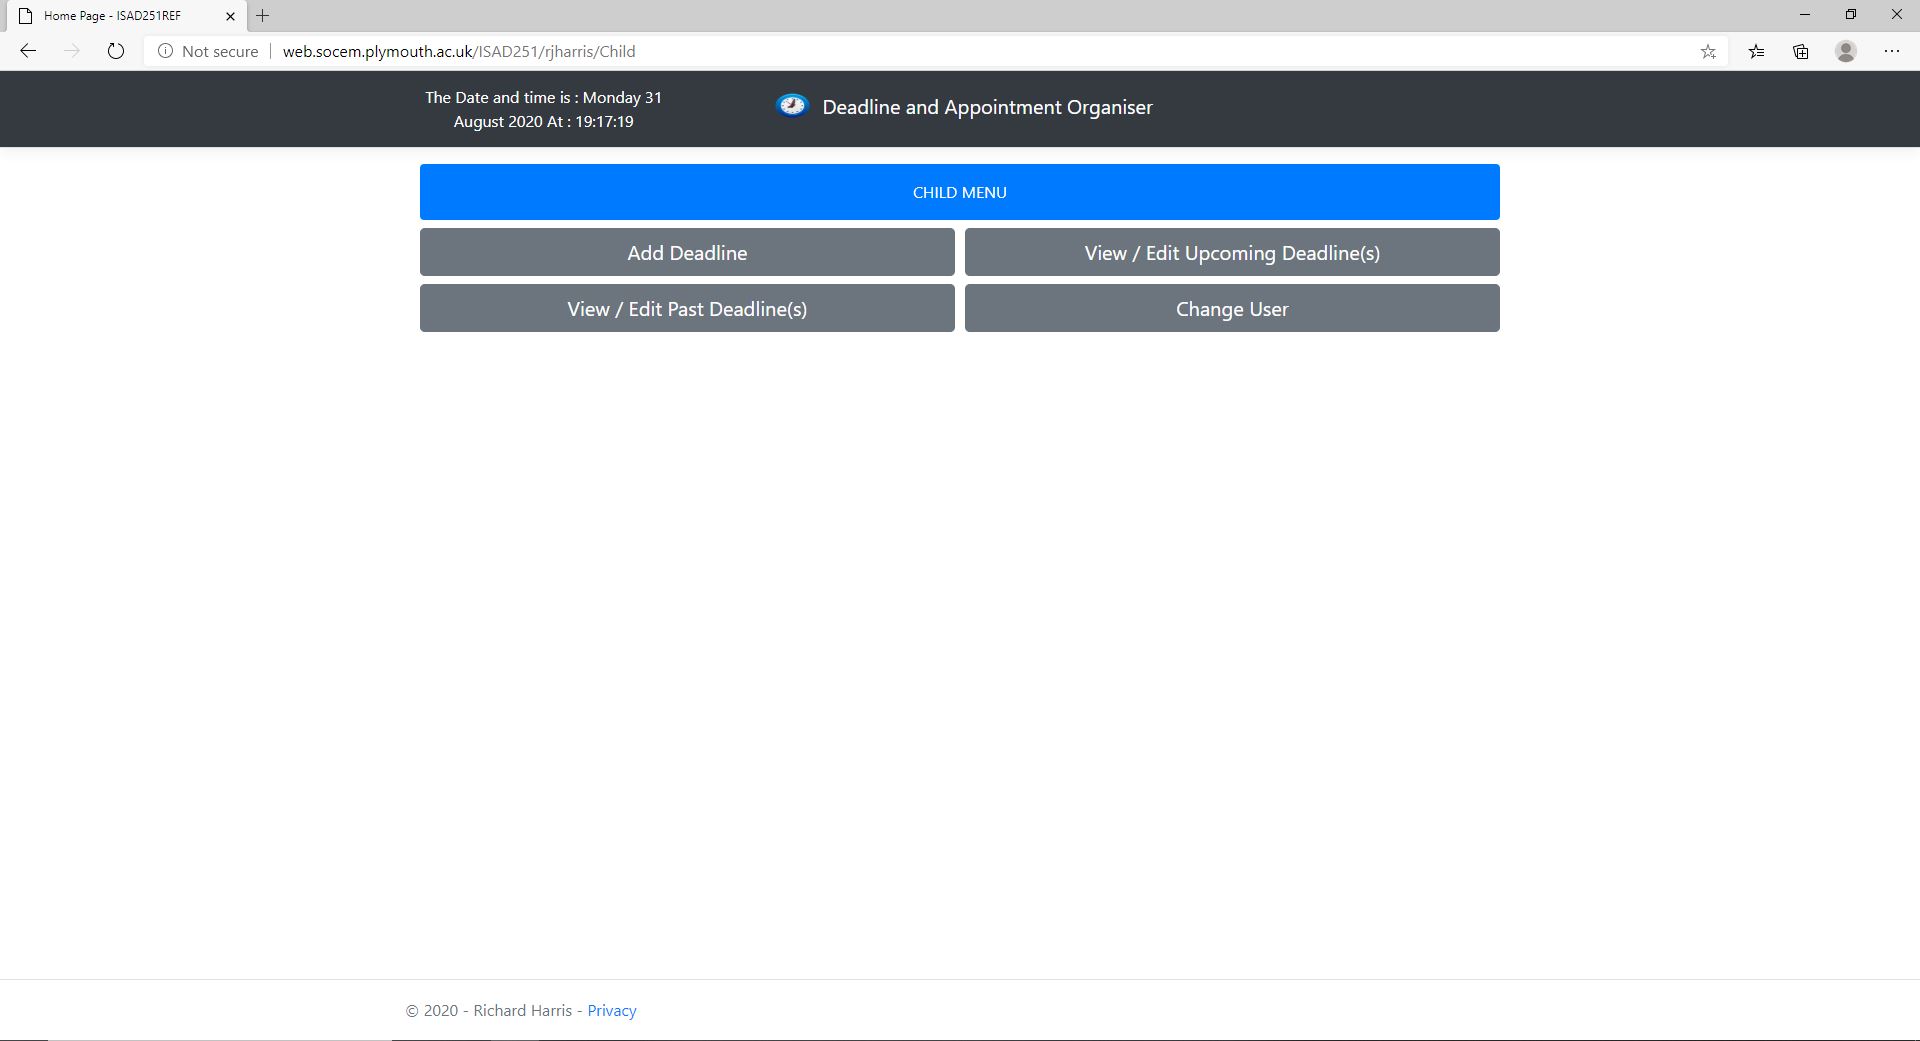 Home Page - ISAD251REF
Not secure
web.socem.plymouth.ac.uk/ISAD251/rjharris/Child
The Date and time is : Monday 31
August 2020 At : 19:17:19
Deadline and Appointment Organiser
CHILD MENU
Add Deadline
View / Edit Upcoming Deadline(s)
View / Edit Past Deadline(s)
Change User
© 2020 - Richard Harris - Privacy